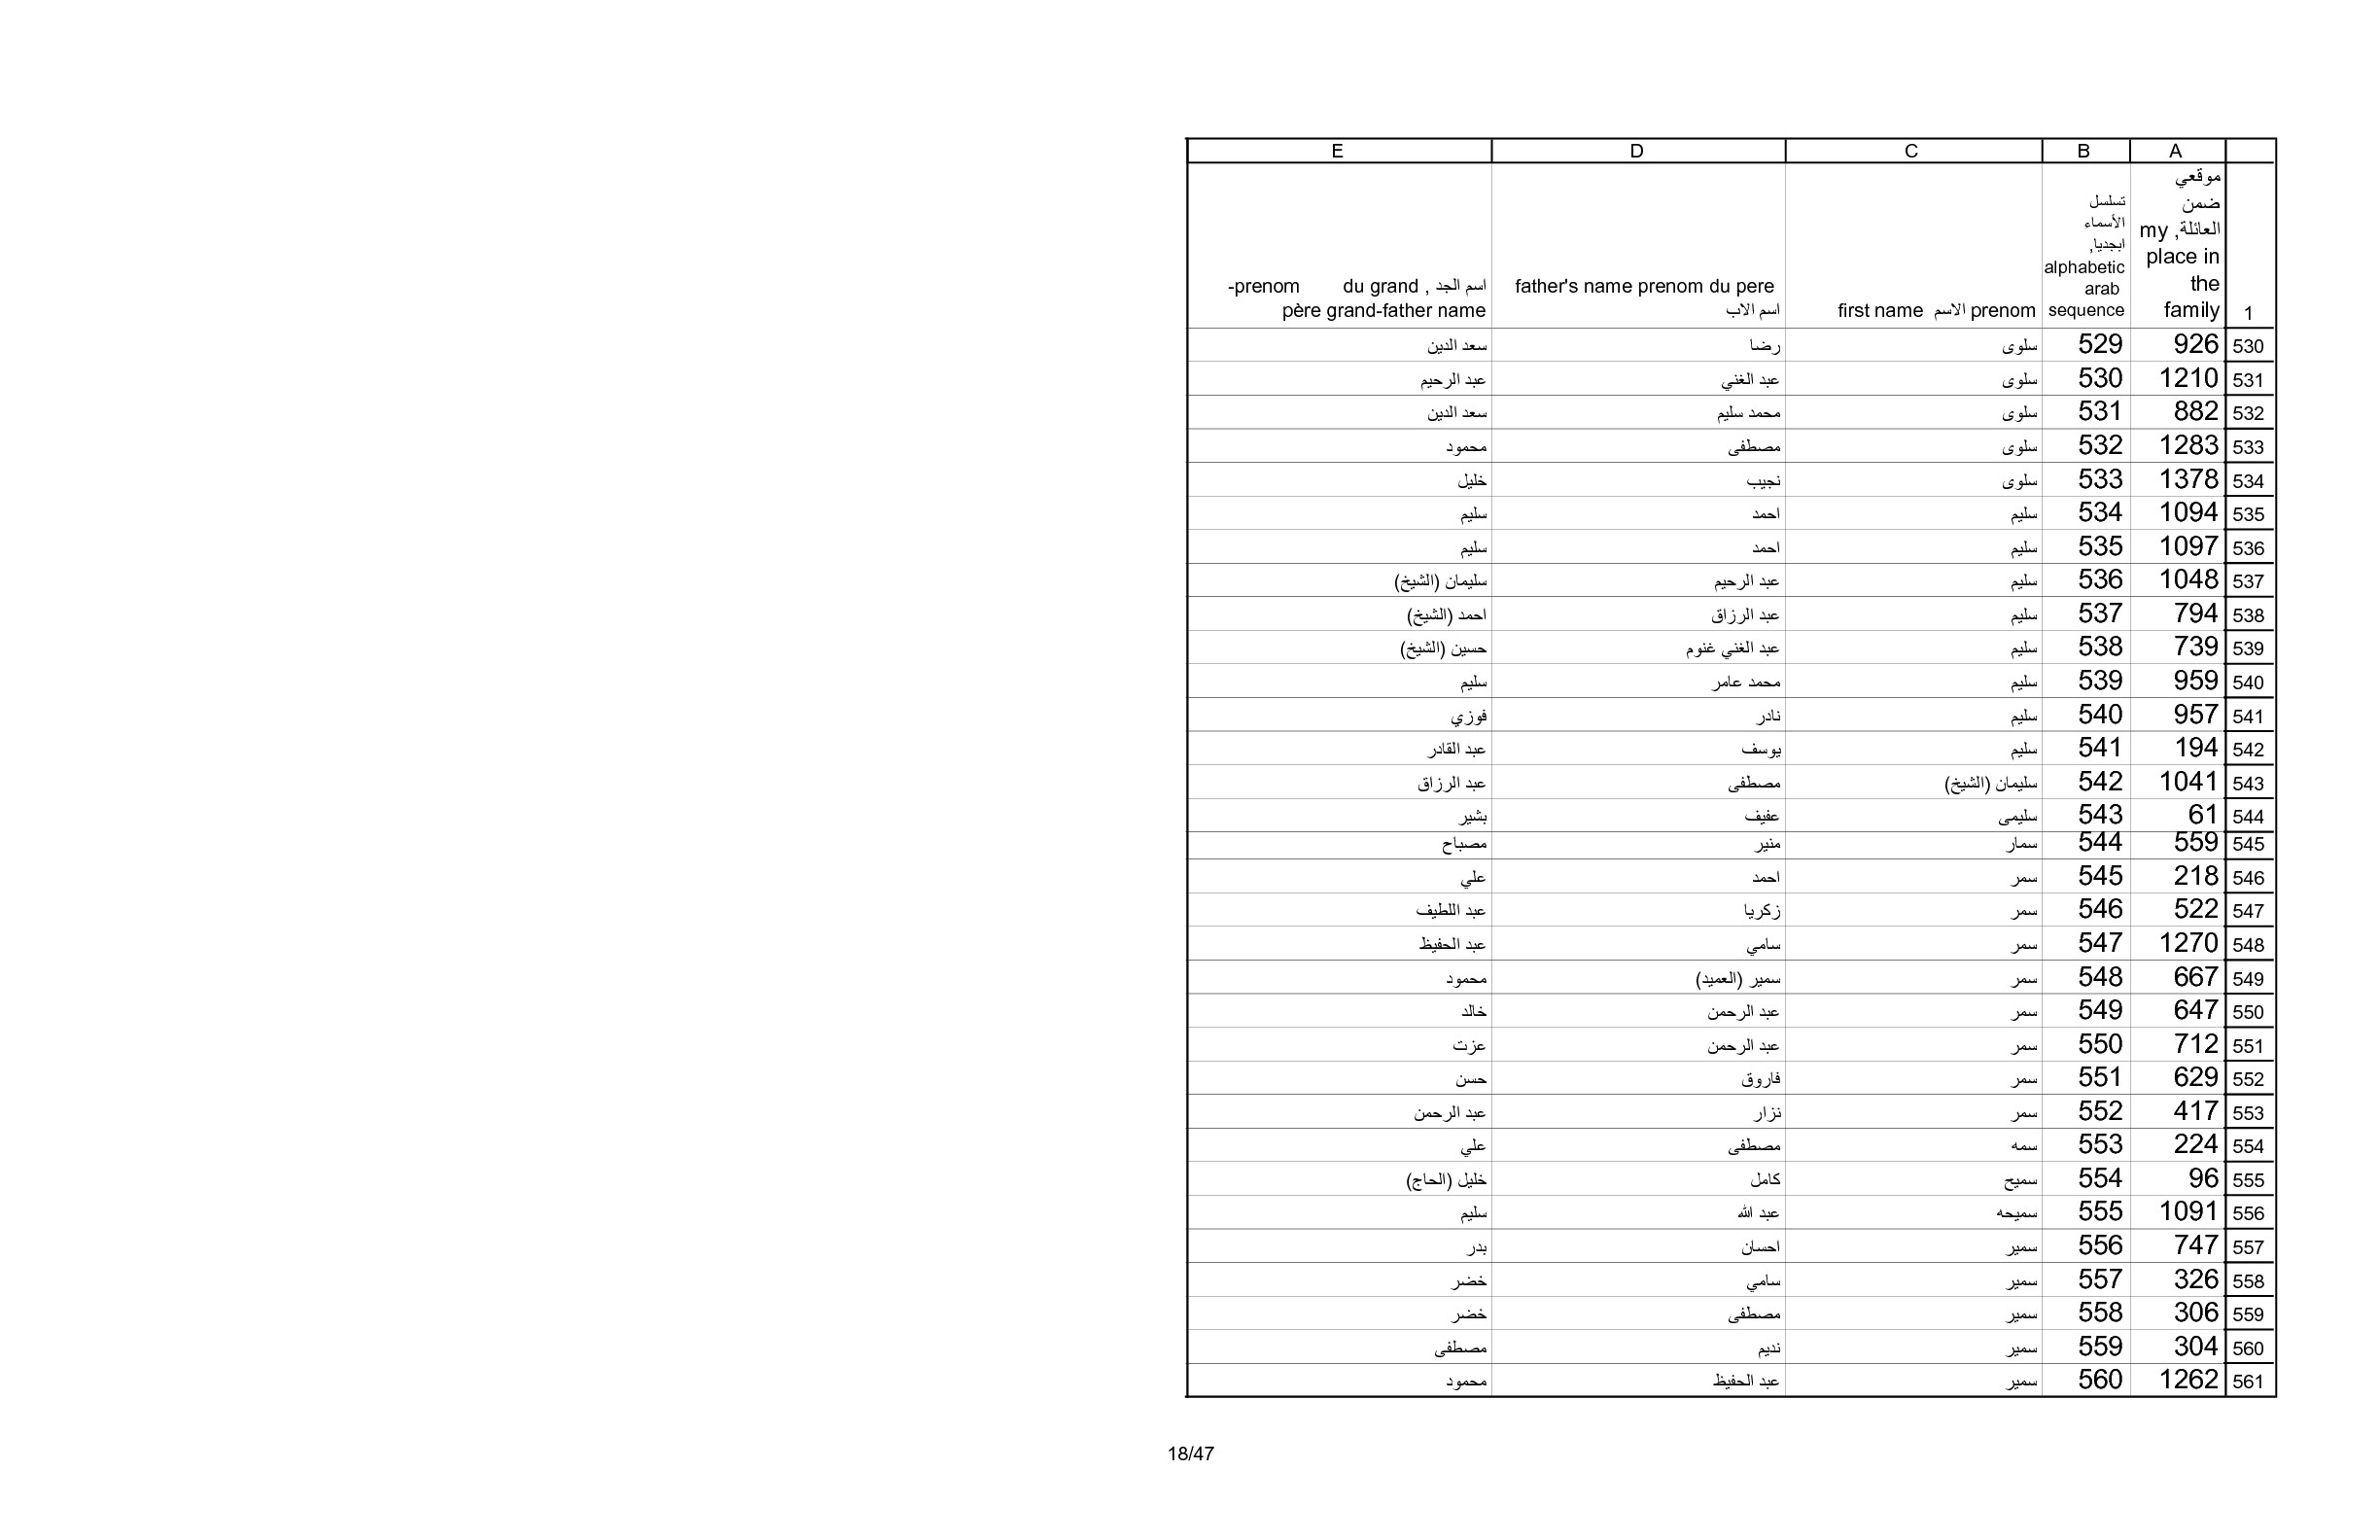 A B C D E
1 موقعي ضمن العائلة, my place in the family تسلسل الأسماء ابجديا, alphabetic arab sequence first name الاسم prenom father's name prenom du pere اسم الاب -prenom du grand , اسم الجد père grand-father name
530 926 529 سلوى رضا سعد الدين
531 1210 530 سلوى عبد الغني عبد الرحيم
532 882 531 سلوى محمد سليم سعد الدين
533 1283 532 سلوى مصطفى محمود
534 1378 533 سلوى نجيب خليل
535 1094 534 سليم احمد سليم
536 1097 535 سليم احمد سليم
537 1048 536 سليم عبد الرحيم سليمان (الشيخ)
538 794 537 سليم عبد الرزاق احمد (الشيخ)
539 739 538 سليم عبد الغني غنوم حسين (الشيخ)
540 959 539 سليم محمد عامر سليم
541 957 540 سليم نادر فوزي
542 194 541 سليم يوسف عبد القادر
543 1041 542 سليمان (الشيخ) مصطفى عبد الرزاق
544 61 543 سليمى عفيف بشير
545 559 544 سمار منير مصباح
546 218 545 سمر احمد علي
547 522 546 سمر زكريا عبد اللطيف
548 1270 547 سمر سامي عبد الحفيظ
549 667 548 سمر سمير (العميد) محمود
550 647 549 سمر عبد الرحمن خالد
551 712 550 سمر عبد الرحمن عزت
552 629 551 سمر فاروق حسن
553 417 552 سمر نزار عبد الرحمن
554 224 553 سمه مصطفى علي
555 96 554 سميح كامل خليل (الحاج)
556 1091 555 سميحه عبد الله سليم
557 747 556 سمير احسان بدر
558 326 557 سمير سامي خضر
559 306 558 سمير مصطفى خضر
560 304 559 سمير نديم مصطفى
561 1262 560 سمير عبد الحفيظ محمود
18/47